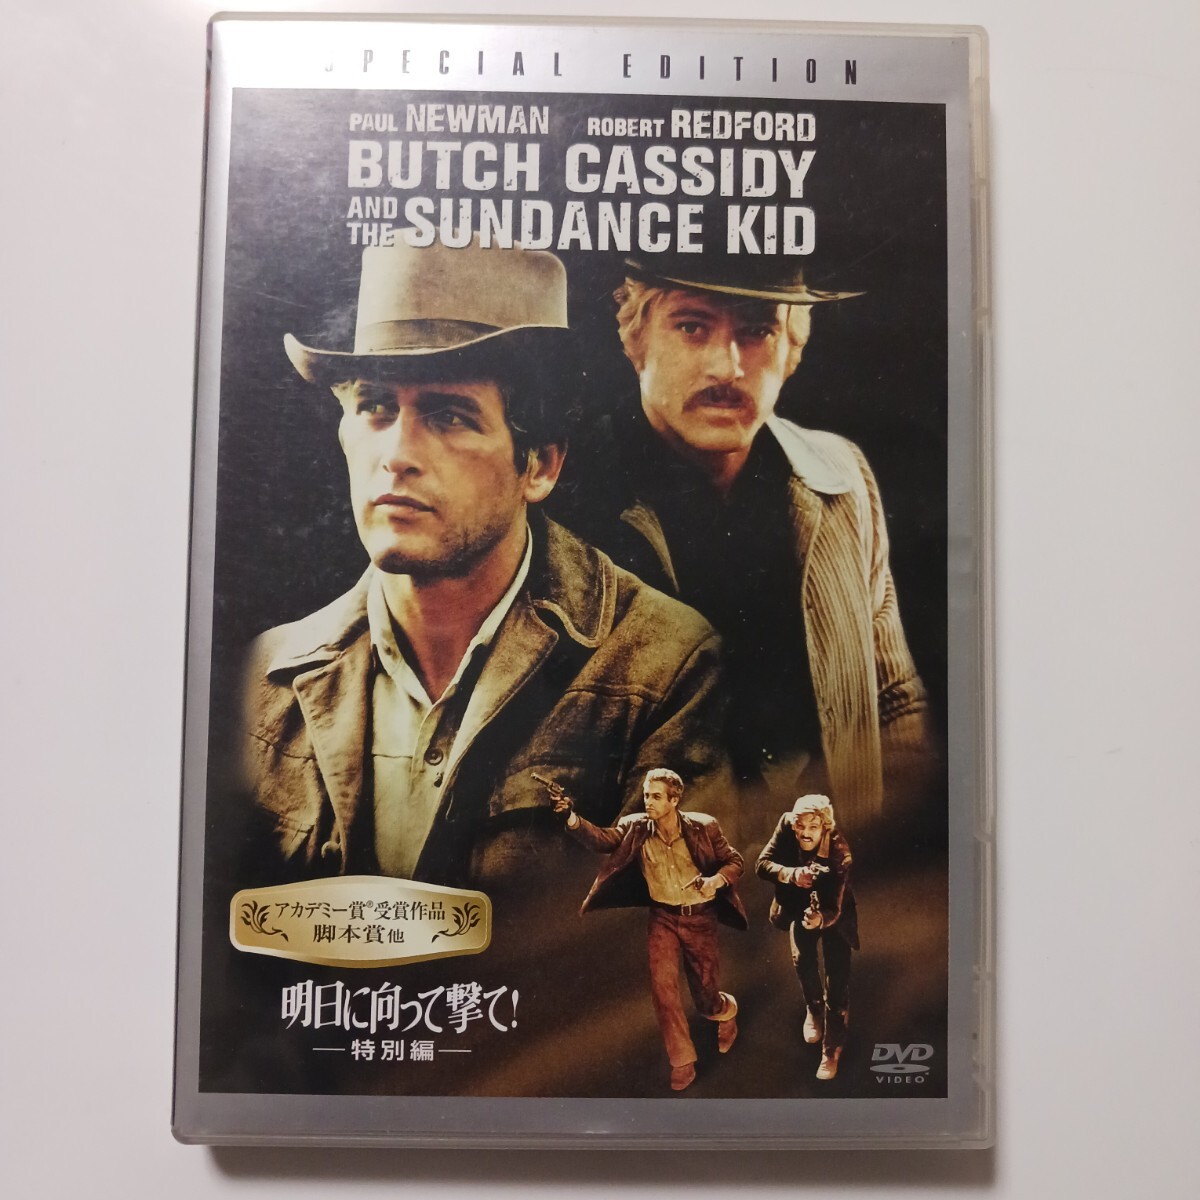 SPECIAL EDITION
PAUL NEWMAN ROBERT REDFORD
BUTCH CASSIDY
AND THE SUNDANCE KID
アカデミー賞®受賞作品
脚本賞他
明日に向って撃て!
―特別編―
DVD
VIDEO